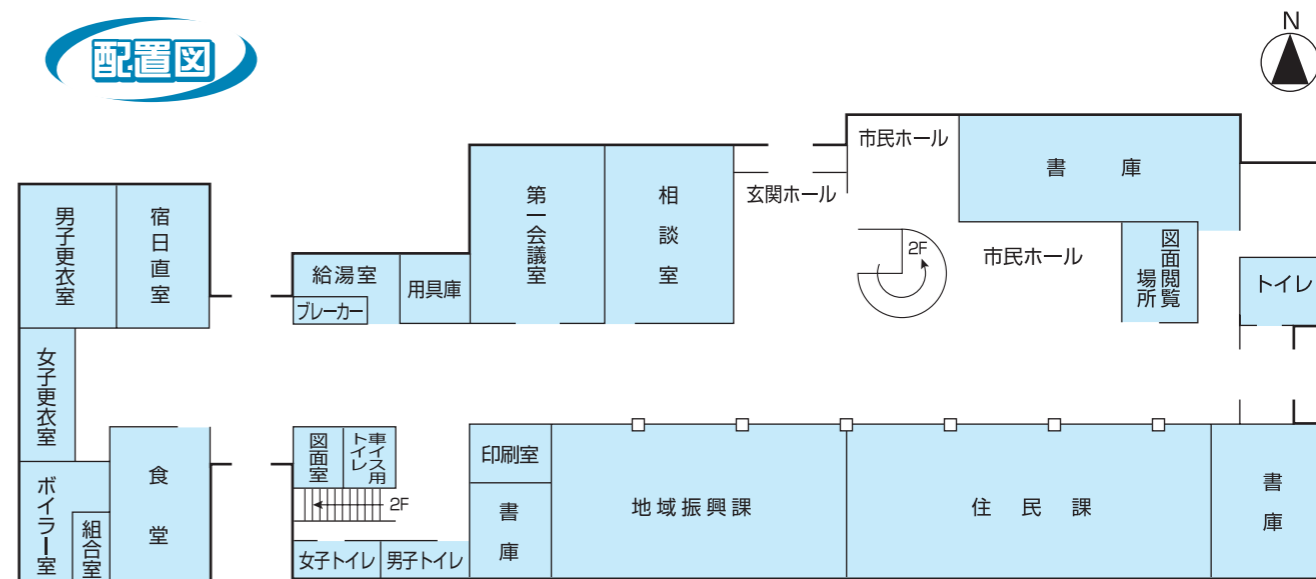 配置図
N
市民ホール
書庫
男子更衣室
宿日直室
第一会議室
相談室
玄関ホール
2F
市民ホール
図面閲覧
場所
トイレ
給湯室
用具庫
ブレーカー
女子更衣室
食堂
図面室
車イス用
トイレ
印刷室
地域振興課
住民課
書庫
ボイラー室
組合室
2F
書庫
女子トイレ
男子トイレ